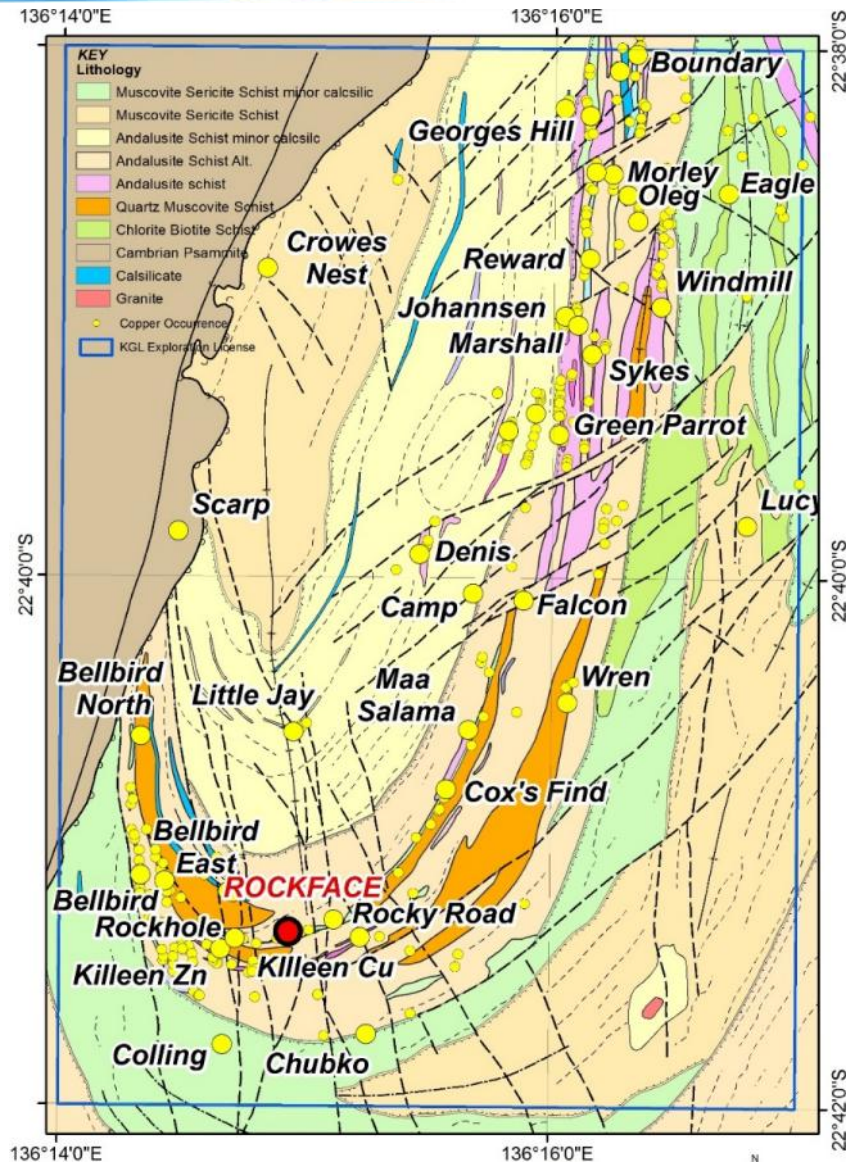 136°14'0"E
136°16'0"E
22°38'0"S
KEY
Lithology
Muscovite Sericite Schist minor calcsilic
Muscovite Sericite Schist
Andalusite Schist minor calcsilc
Andalusite Schist Alt.
Andalusite schist
Quartz Muscovite Schist
Chlorite Biotite Schist
Cambrian Psammite
Calsilicate
Granite
Copper Occurrence
KGL Exploration License
Boundary
Georges Hill
Morley
Oleg
Eagle
Crowes
Nest
Reward
Windmill
Johannsen
Marshall
Sykes
Green Parrot
Scarp
Lucy
Denis
22°40'0"S
22°40'0"S
Camp
Falcon
Bellbird
North
Little Jay
Maa
Salama
Wren
Cox's Find
Bellbird
East
ROCKFACE
Bellbird
Rockhole
Rocky Road
Killeen Zn
KIlleen Cu
Colling
Chubko
22°42'0"S
136°14'0"E
136°16'0"E
N